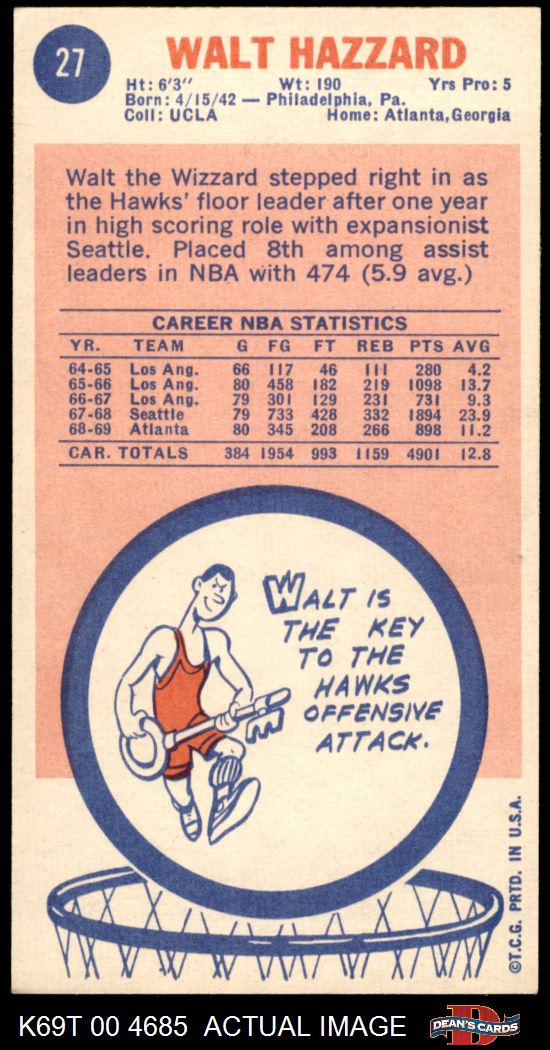 27
WALT HAZZARD
Ht: 6'3" Wt: 190 Yrs Pro: 5
Born: 4/15/42 — Philadelphia, Pa.
Coll: UCLA Home: Atlanta, Georgia
Walt the Wizzard stepped right in as
the Hawks' floor leader after one year
in high scoring role with expansionist
Seattle. Placed 8th among assist
leaders in NBA with 474 (5.9 avg.)
CAREER NBA STATISTICS
YR. TEAM G FG FT REB PTS AVG
64-65 Los Ang. 66 117 46 111 280 4.2
65-66 Los Ang. 80 458 182 219 1098 13.7
66-67 Los Ang. 79 301 129 231 731 9.3
67-68 Seattle 79 733 428 332 1894 23.9
68-69 Atlanta 80 345 208 266 898 11.2
CAR. TOTALS 384 1954 993 1159 4901 12.8
WALT IS
THE KEY
TO THE
HAWKS
OFFENSIVE
ATTACK.
©T.C.G. PRTD. IN U.S.A.
K69T 00 4685 ACTUAL IMAGE
D
DEAN'S CARDS